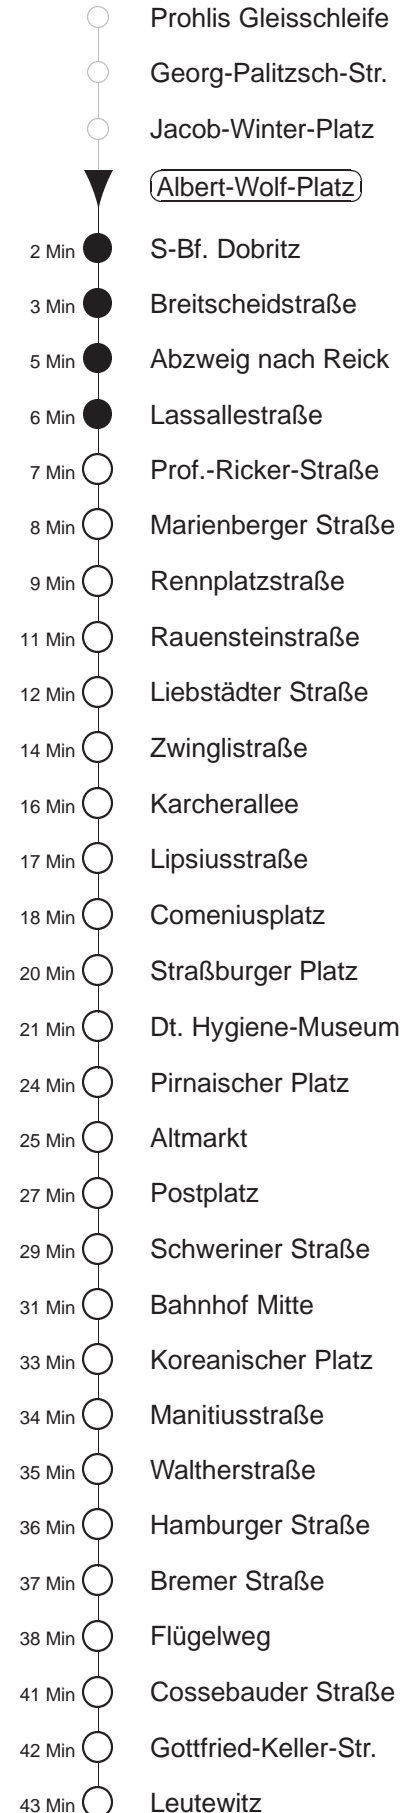 Prohlis Gleisschleife
Georg-Palitzsch-Str.
Jacob-Winter-Platz
Albert-Wolf-Platz
2 Min S-Bf. Dobritz
3 Min Breitscheidstraße
5 Min Abzweig nach Reick
6 Min Lassallestraße
7 Min Prof.-Ricker-Straße
8 Min Marienberger Straße
9 Min Rennplatzstraße
11 Min Rauensteinstraße
12 Min Liebstädter Straße
14 Min Zwinglistraße
16 Min Karcherallee
17 Min Lipsiusstraße
18 Min Comeniusplatz
20 Min Straßburger Platz
21 Min Dt. Hygiene-Museum
24 Min Pirnaischer Platz
25 Min Altmarkt
27 Min Postplatz
29 Min Schweriner Straße
31 Min Bahnhof Mitte
33 Min Koreanischer Platz
34 Min Manitiusstraße
35 Min Waltherstraße
36 Min Hamburger Straße
37 Min Bremer Straße
38 Min Flügelweg
41 Min Cossebauder Straße
42 Min Gottfried-Keller-Str.
43 Min Leutewitz